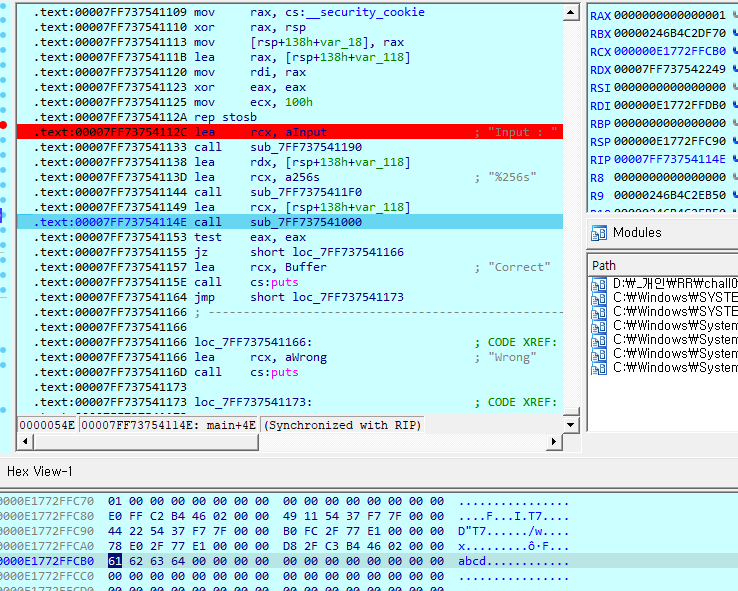 .text:00007FF737541109 mov rax, cs:__security_cookie
.text:00007FF737541110 xor rax, rsp
.text:00007FF737541113 mov [rsp+138h+var_18], rax
.text:00007FF73754111B lea rax, [rsp+138h+var_118]
.text:00007FF737541120 mov rdi, rax
.text:00007FF737541123 xor eax, eax
.text:00007FF737541125 mov ecx, 100h
.text:00007FF73754112A rep stosb
.text:00007FF73754112C lea rcx, aInput ; "Input : "
.text:00007FF737541133 call sub_7FF737541190
.text:00007FF737541138 lea rdx, [rsp+138h+var_118]
.text:00007FF73754113D lea rcx, a256s ; "%256s"
.text:00007FF737541144 call sub_7FF7375411F0
.text:00007FF737541149 lea rcx, [rsp+138h+var_118]
.text:00007FF73754114E call sub_7FF737541000
.text:00007FF737541153 test eax, eax
.text:00007FF737541155 jz short loc_7FF737541166
.text:00007FF737541157 lea rcx, Buffer ; "Correct"
.text:00007FF73754115E call cs:puts
.text:00007FF737541164 jmp short loc_7FF737541173
.text:00007FF737541166 ; ----------------------------------------
.text:00007FF737541166
.text:00007FF737541166 loc_7FF737541166: ; CODE XREF:
.text:00007FF737541166 lea rcx, aWrong ; "Wrong"
.text:00007FF73754116D call cs:puts
.text:00007FF737541173
.text:00007FF737541173 loc_7FF737541173: ; CODE XREF:
0000054E 00007FF73754114E: main+4E (Synchronized with RIP)
RAX 0000000000000001
RBX 00000246B4C2DF70
RCX 000000E1772FFCB0
RDX 00007FF737542249
RSI 0000000000000000
RDI 000000E1772FFDB0
RBP 0000000000000000
RSP 000000E1772FFC90
RIP 00007FF73754114E
R8 0000000000000000
R9 00000246B4C2EB50
Modules
Path
D:₩_개인₩RR₩chall0
C:₩Windows₩SYSTE
C:₩Windows₩SYSTE
C:₩Windows₩System
C:₩Windows₩System
C:₩Windows₩System
C:₩Windows₩System
Hex View-1
0000E1772FFC70 01 00 00 00 00 00 00 00 00 00 00 00 00 00 00 00 ................
0000E1772FFC80 E0 FF C2 B4 46 02 00 00 49 11 54 37 F7 7F 00 00 ....F...I.T7....
0000E1772FFC90 44 22 54 37 F7 7F 00 00 B0 FC 2F 77 E1 00 00 00 D"T7....../w....
0000E1772FFCA0 78 E0 2F 77 E1 00 00 00 D8 2F C3 B4 46 02 00 00 x.........ô·F...
0000E1772FFCB0 61 62 63 64 00 00 00 00 00 00 00 00 00 00 00 00 abcd............
0000E1772FFCC0 00 00 00 00 00 00 00 00 00 00 00 00 00 00 00 00 ................